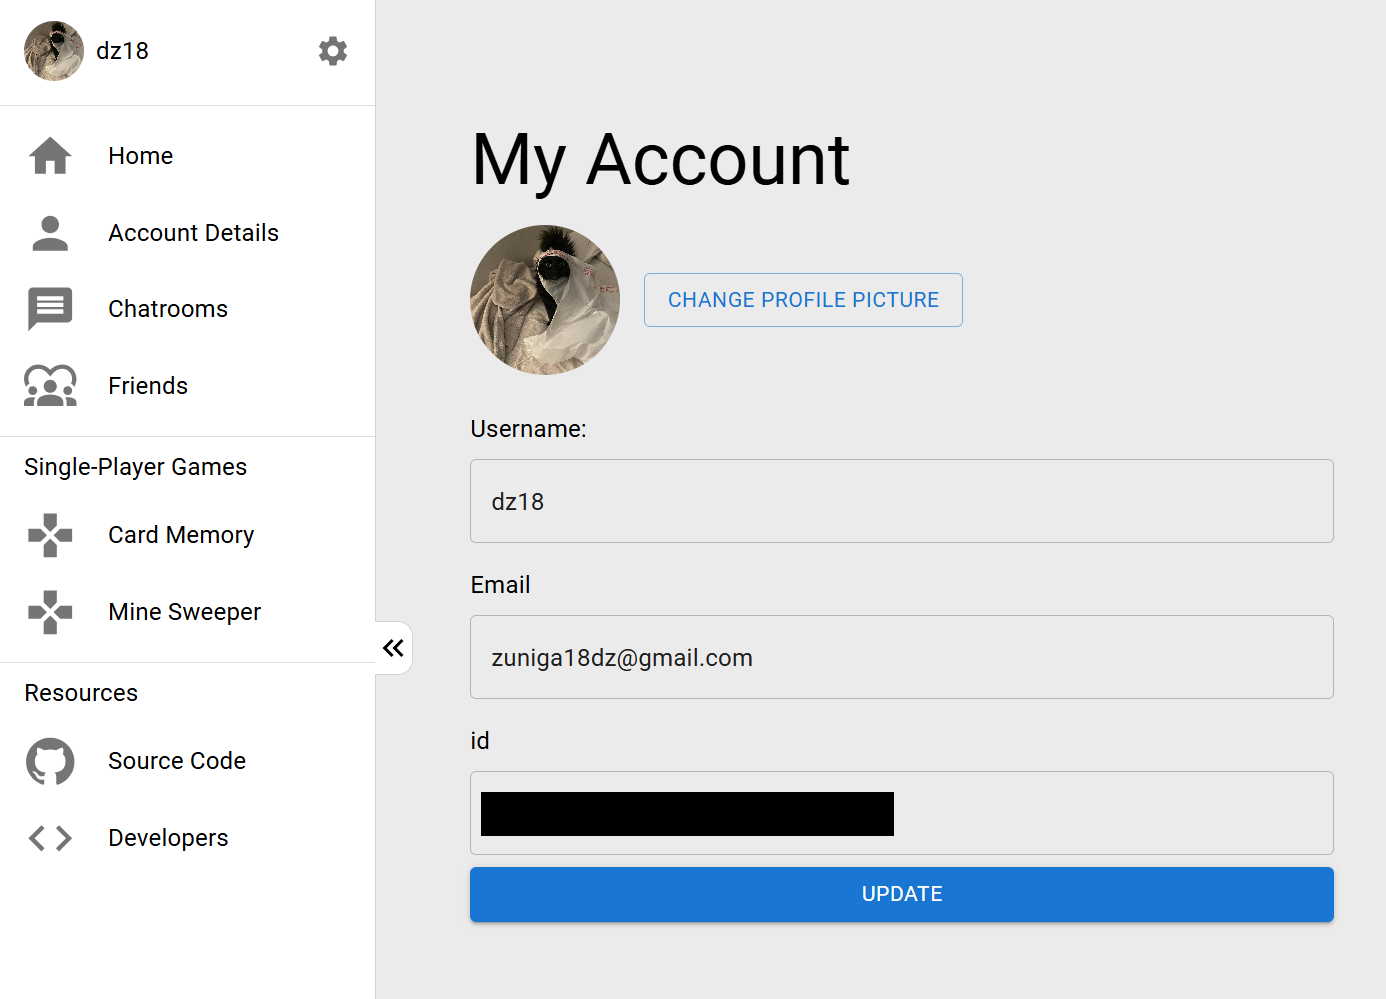 dz18
Home
Account Details
Chatrooms
Friends
Single-Player Games
Card Memory
Mine Sweeper
Resources
Source Code
Developers
My Account
CHANGE PROFILE PICTURE
Username:
dz18
Email
zuniga18dz@gmail.com
id
UPDATE